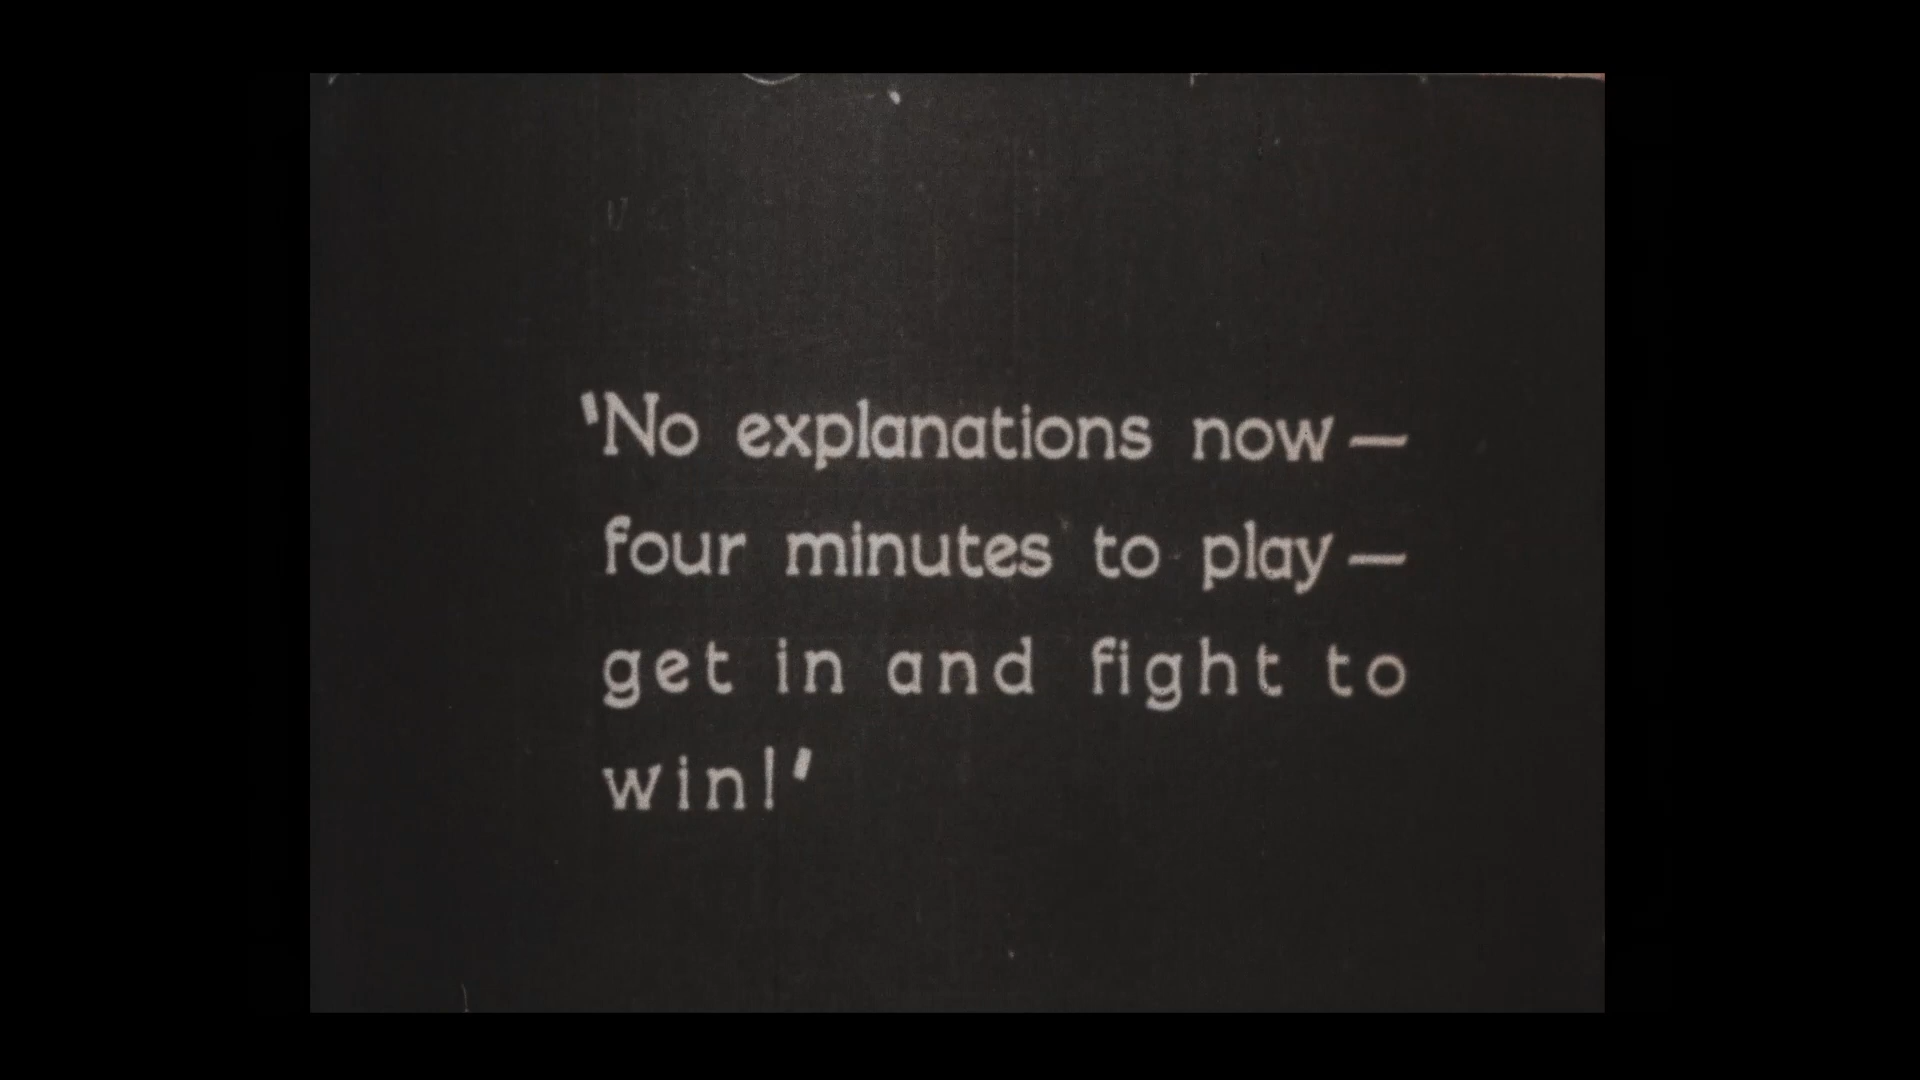 'No explanations now—
four minutes to play—
get in and fight to
win!'